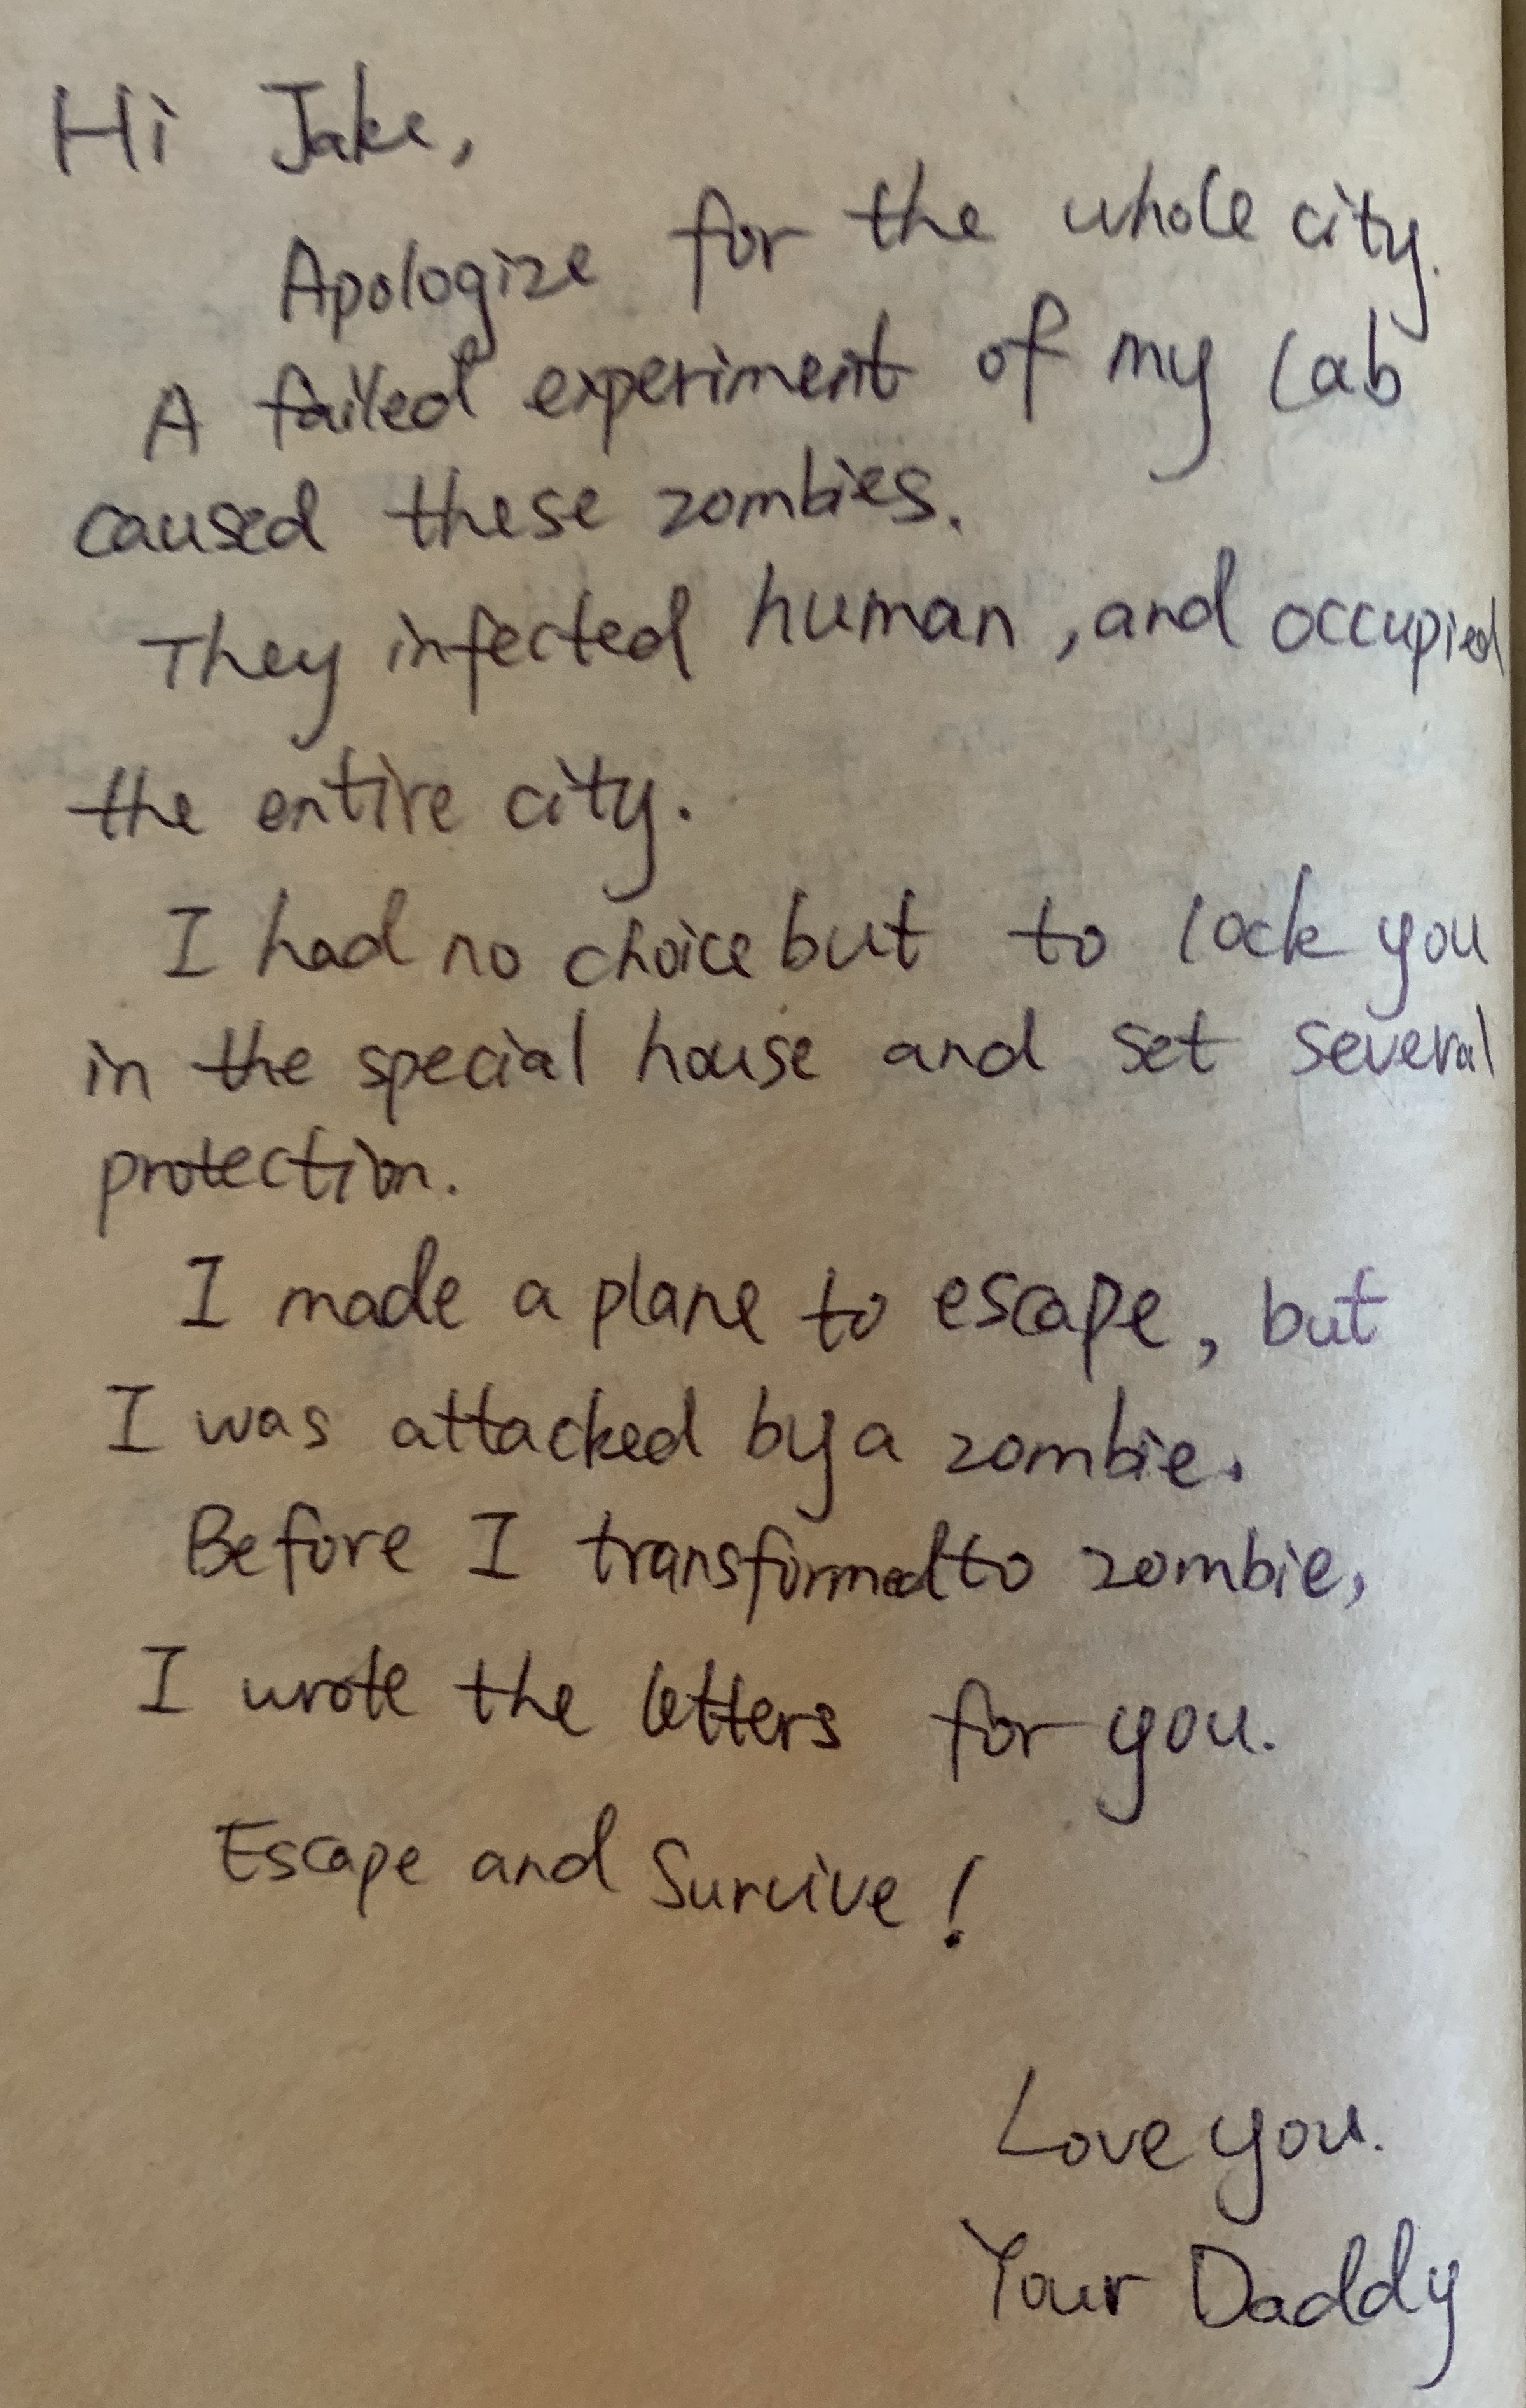 Hi Jake,
Apologize for the whole city.
A failed experiment of my lab
caused these zombies.
They infected human, and occupied
the entire city.
I had no choice but to lock you
in the special house and set several
protection.
I made a plane to escape, but
I was attacked by a zombie.
Before I transformed to zombie,
I wrote the letters for you.
Escape and Survive!
Love you.
Your Daddy